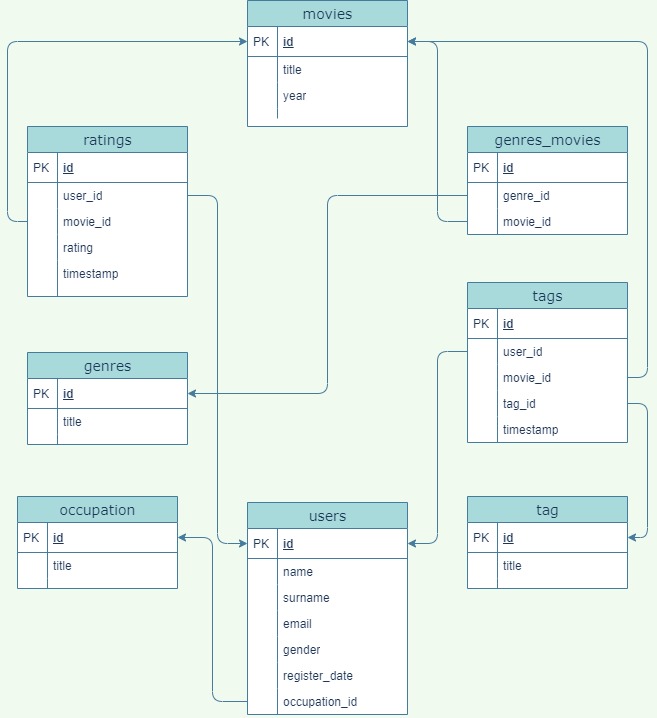 movies
PK id
title
year
ratings
PK id
user_id
movie_id
rating
timestamp
genres_movies
PK id
genre_id
movie_id
tags
PK id
user_id
movie_id
tag_id
timestamp
genres
PK id
title
occupation
PK id
title
users
PK id
name
surname
email
gender
register_date
occupation_id
tag
PK id
title